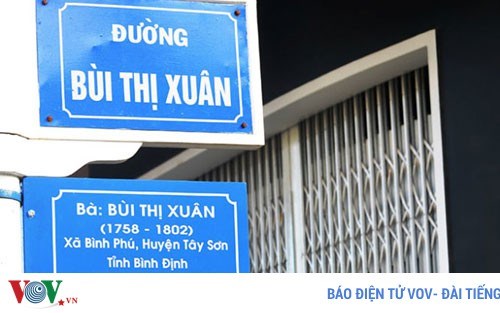 ĐƯỜNG
BÙI THỊ XUÂN
Bà: BÙI THỊ XUÂN
(1758 - 1802)
Xã Bình Phú, Huyện Tây Sơn
Tỉnh Bình Định
VOV.VN
BÁO ĐIỆN TỬ VOV- ĐÀI TIẾNG